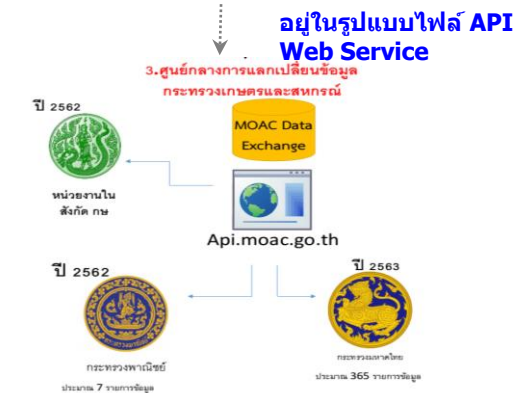 อยู่ในรูปแบบไฟล์ API
Web Service
3.ศูนย์กลางการแลกเปลี่ยนข้อมูล
กระทรวงเกษตรและสหกรณ์
ปี 2562
MOAC Data
Exchange
หน่วยงานใน
สังกัด กษ
Api.moac.go.th
ปี 2562
ปี 2563
กระทรวงพาณิชย์
ประมาณ 7 รายการข้อมูล
กระทรวงมหาดไทย
ประมาณ 365 รายการข้อมูล